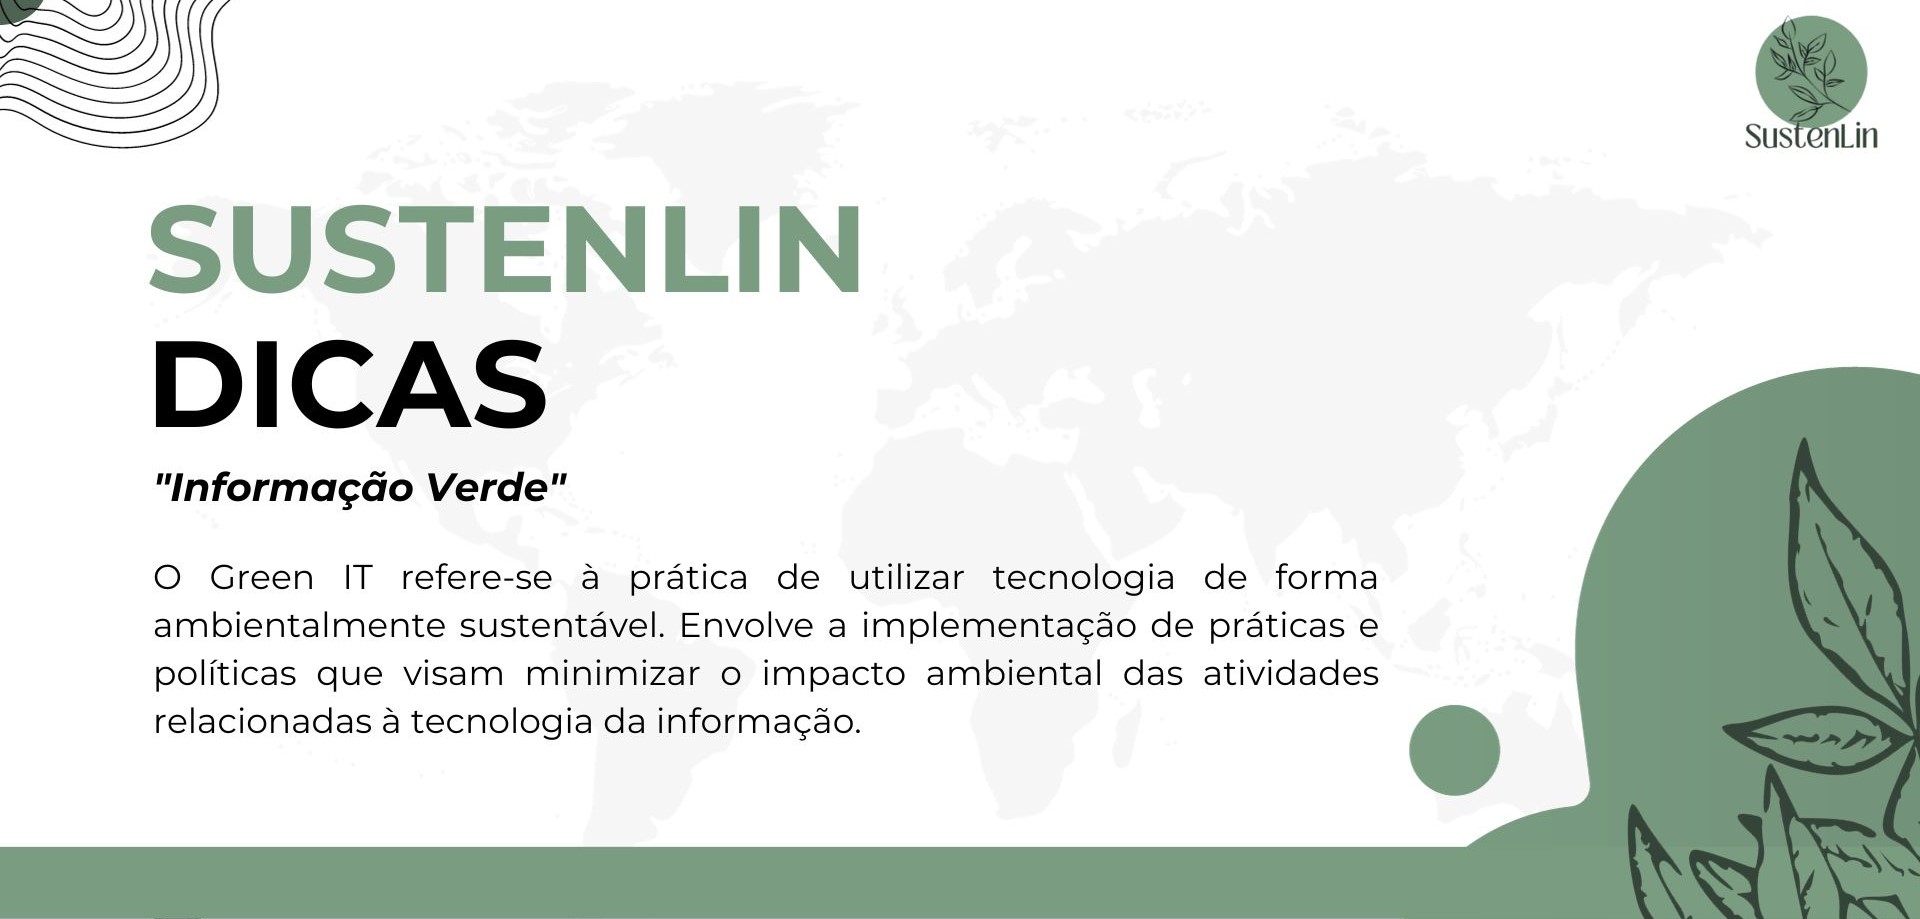 SustenLin
SUSTENLIN
DICAS
"Informação Verde"
O Green IT refere-se à prática de utilizar tecnologia de forma
ambientalmente sustentável. Envolve a implementação de práticas e
políticas que visam minimizar o impacto ambiental das atividades
relacionadas à tecnologia da informação.